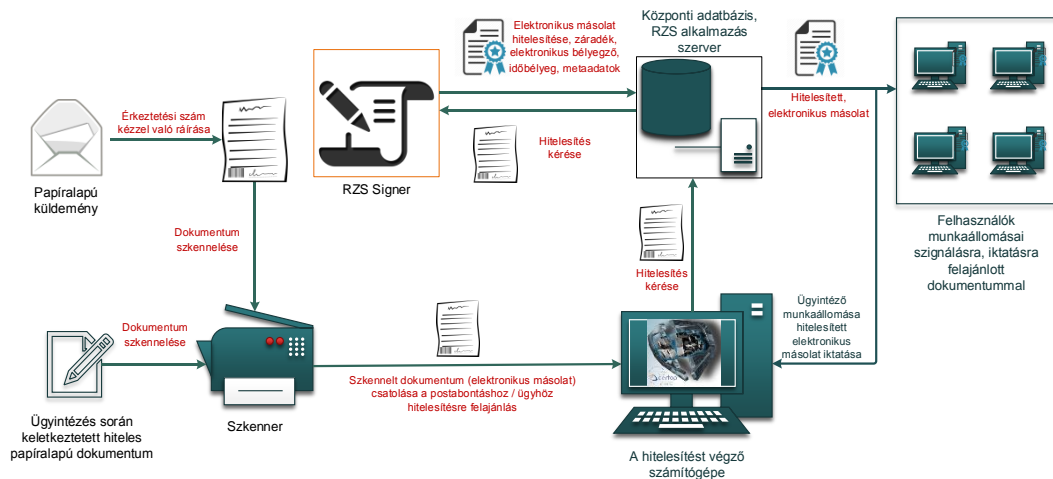 Elektronikus másolat
hitelesítése, záradék,
elektronikus bélyegző,
időbélyeg, metaadatok
Központi adatbázis,
RZS alkalmazás
szerver
Érkeztetési szám
kézzel való ráírása
Hitelesítés
kérése
Hitelesített,
elektronikus másolat
Papíralapú
küldemény
RZS Signer
Dokumentum
szkennelése
Hitelesítés
kérése
Felhasználók
munkaállomásai
szignálásra, iktatásra
felajánlott
dokumentummal
Dokumentum
szkennelése
Ügyintéző
munkaállomása
hitelesített
elektronikus
másolat iktatása
Szkennelt dokumentum (elektronikus másolat)
csatolása a postabontáshoz / ügyhöz
hitelesítésre felajánlás
Ügyintézés során
keletkeztetett hiteles
papíralapú dokumentum
Szkenner
A hitelesítést végző
számítógépe